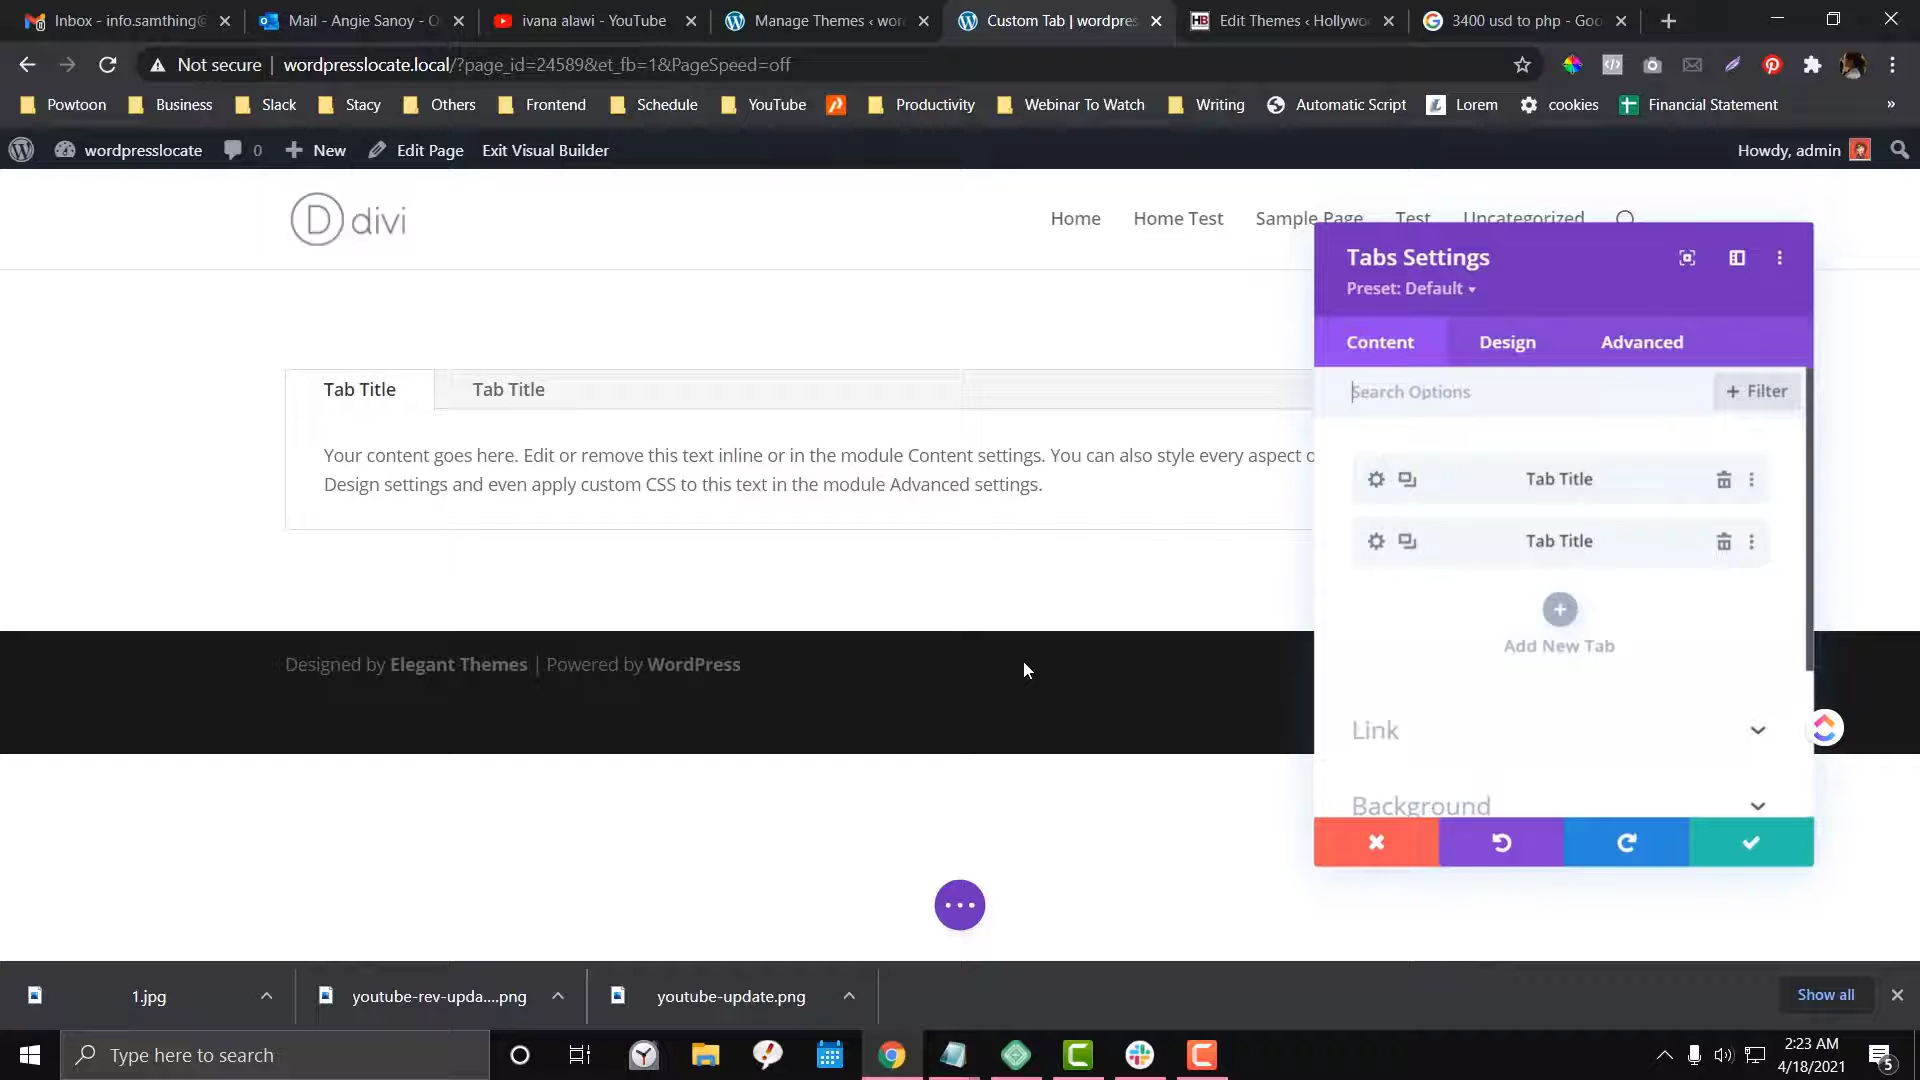 Inbox - info.samthing@
Mail - Angie Sanoy - O
ivana alawi - YouTube
Manage Themes ‹ wor
Custom Tab | wordpres
HB Edit Themes ‹ Hollywo
3400 usd to php - Goo
Not secure | wordpresslocate.local/?page_id=24589&et_fb=1&PageSpeed=off
Powtoon Business Slack Stacy Others Frontend Schedule YouTube Productivity Webinar To Watch Writing Automatic Script Lorem cookies Financial Statement »
wordpresslocate 0 New Edit Page Exit Visual Builder Howdy, admin
D divi
Home Home Test Sample Page Test Uncategorized
Tabs Settings
Preset: Default
Content Design Advanced
Search Options + Filter
Tab Title Tab Title
Your content goes here. Edit or remove this text inline or in the module Content settings. You can also style every aspect o
Design settings and even apply custom CSS to this text in the module Advanced settings.
Tab Title
Tab Title
Add New Tab
Link
Background
Designed by Elegant Themes | Powered by WordPress
1.jpg youtube-rev-upda....png youtube-update.png Show all
Type here to search
2:23 AM
4/18/2021
5